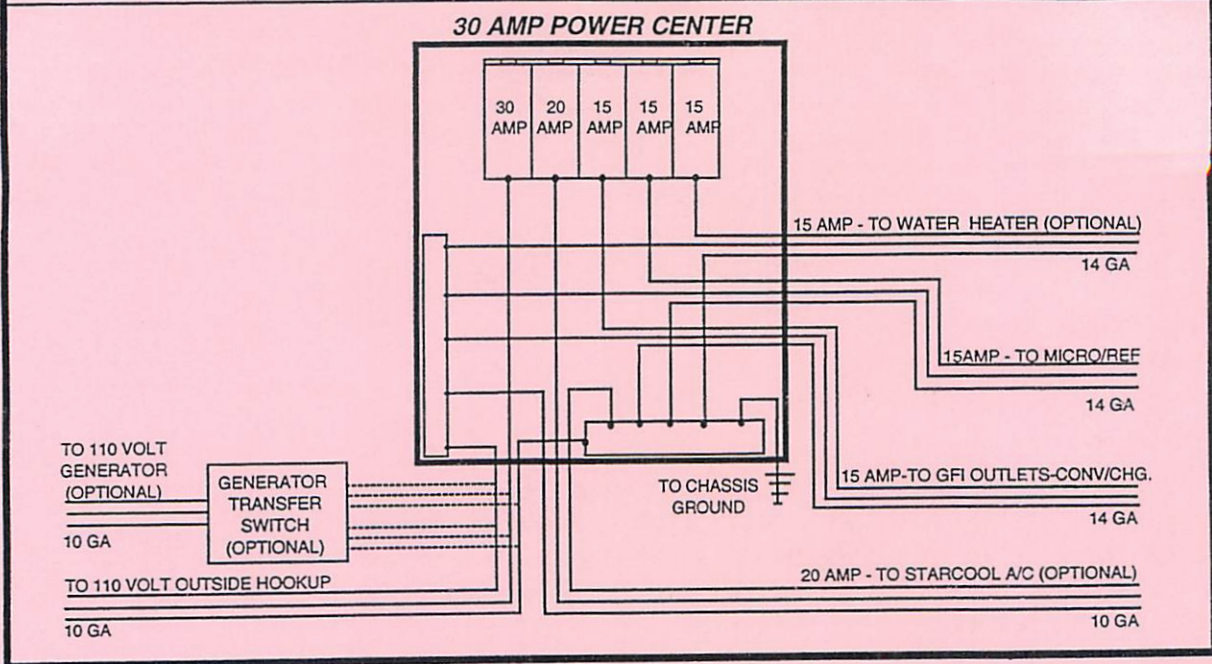 30 AMP POWER CENTER
30 AMP
20 AMP
15 AMP
15 AMP
15 AMP
15 AMP - TO WATER HEATER (OPTIONAL)
14 GA
15AMP - TO MICRO/REF
14 GA
TO 110 VOLT
GENERATOR
(OPTIONAL)
10 GA
GENERATOR
TRANSFER
SWITCH
(OPTIONAL)
TO CHASSIS
GROUND
15 AMP-TO GFI OUTLETS-CONV/CHG.
14 GA
TO 110 VOLT OUTSIDE HOOKUP
10 GA
20 AMP - TO STARCOOL A/C (OPTIONAL)
10 GA